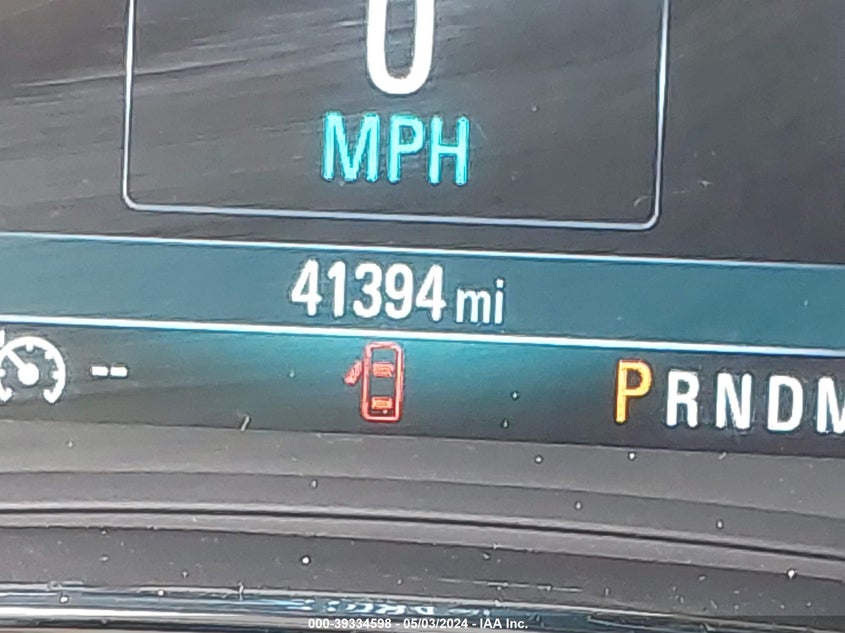 0
MPH
41394 mi
--
PRNDM
000-39334598 - 05/03/2024 - IAA Inc.